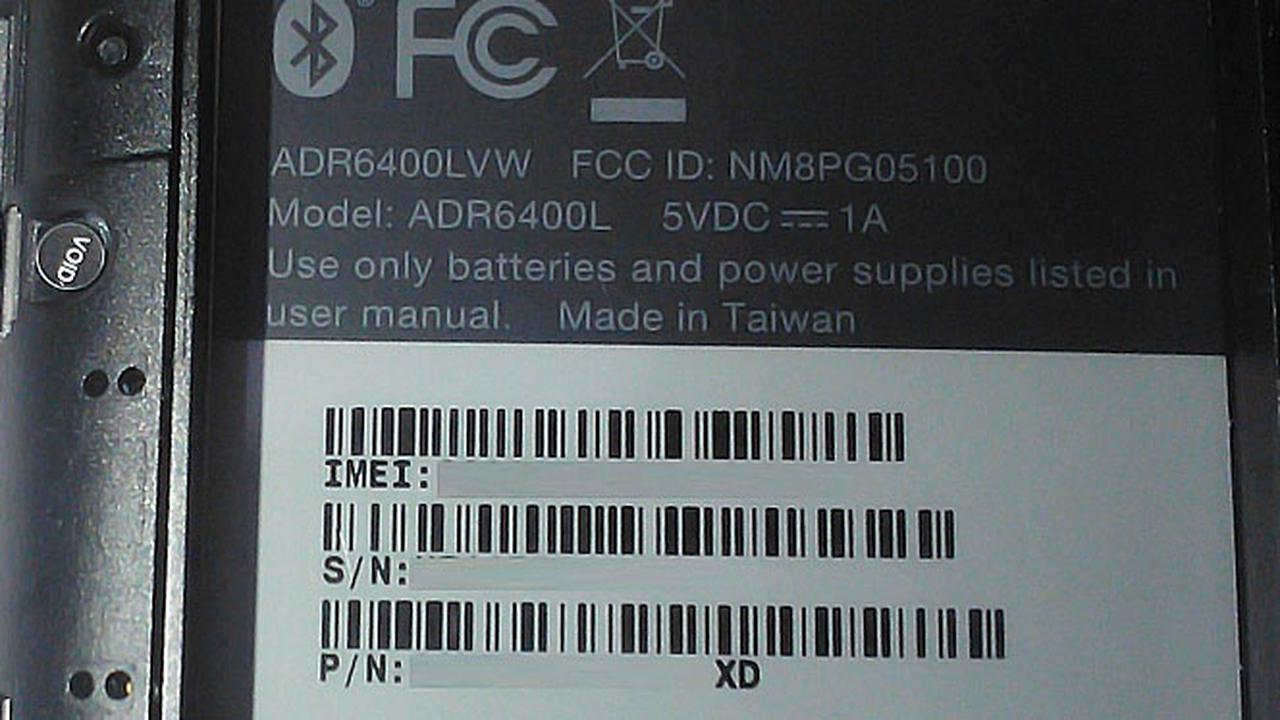 FC
ADR6400LVW FCC ID: NM8PG05100
Model: ADR6400L 5VDC ⎓ 1A
Use only batteries and power supplies listed in
user manual. Made in Taiwan
VOID
IMEI:
S/N:
P/N: XD